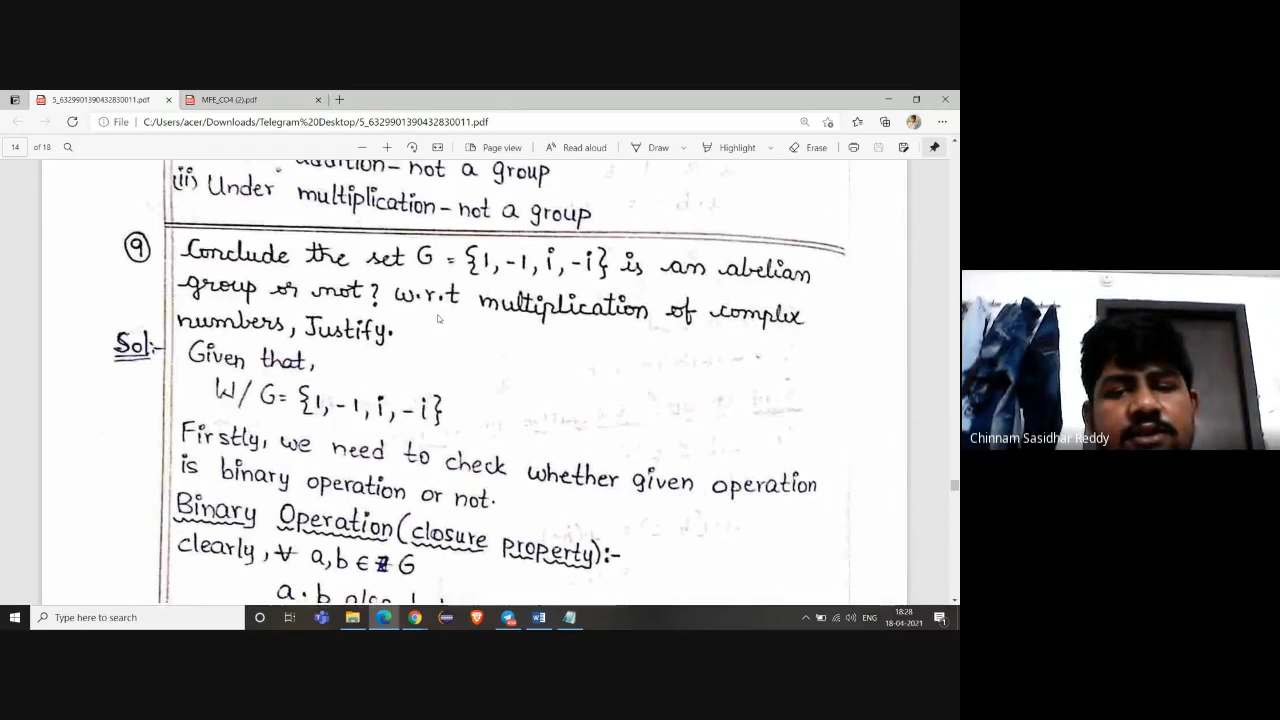 5_6329901390432830011.pdf
MFE_CO4 (2).pdf
File
C:/Users/acer/Downloads/Telegram%20Desktop/5_6329901390432830011.pdf
14 of 18
Page view
Read aloud
Draw
Highlight
Erase
addition - not a group
(ii) Under multiplication - not a group
9 Conclude the set G = {1, -1, i, -i} is an abelian
group or not? w.r.t multiplication of complex
numbers, Justify.
Sol:-
Given that,
W/ G= {1, -1, i, -i}
Firstly, we need to check whether given operation
is binary operation or not.
Binary Operation (closure property):-
clearly, ∀ a, b ∈ G
a . b also
Chinnam Sasidhar Reddy
Type here to search
ENG
18:28
18-04-2021